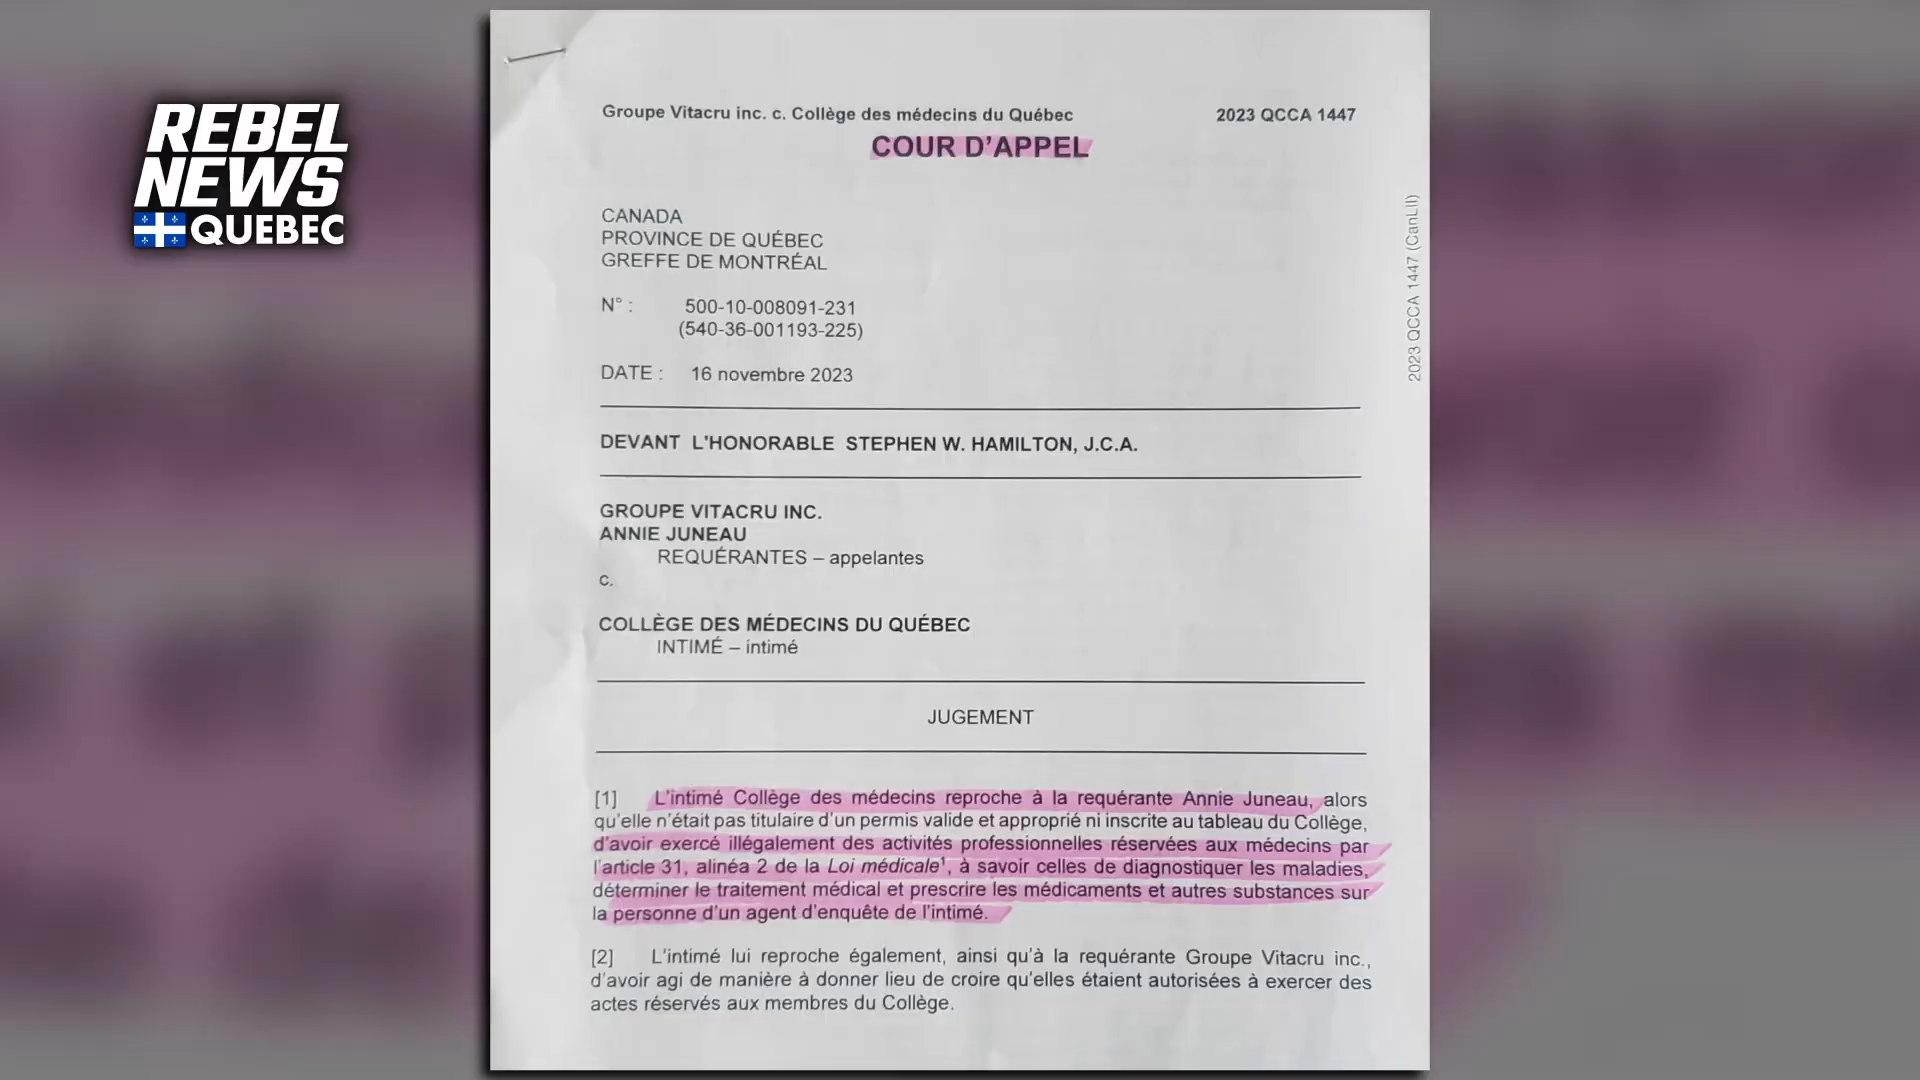 REBEL
NEWS
QUEBEC
Groupe Vitacru inc. c. Collège des médecins du Québec 2023 QCCA 1447
COUR D'APPEL
CANADA
PROVINCE DE QUÉBEC
GREFFE DE MONTRÉAL
N° : 500-10-008091-231
(540-36-001193-225)
DATE : 16 novembre 2023
DEVANT L'HONORABLE STEPHEN W. HAMILTON, J.C.A.
GROUPE VITACRU INC.
ANNIE JUNEAU
REQUÉRANTES – appelantes
c.
COLLÈGE DES MÉDECINS DU QUÉBEC
INTIMÉ – intimé
JUGEMENT
[1] L'intimé Collège des médecins reproche à la requérante Annie Juneau, alors
qu'elle n'était pas titulaire d'un permis valide et approprié ni inscrite au tableau du Collège,
d'avoir exercé illégalement des activités professionnelles réservées aux médecins par
l'article 31, alinéa 2 de la Loi médicale¹, à savoir celles de diagnostiquer les maladies,
déterminer le traitement médical et prescrire les médicaments et autres substances sur
la personne d'un agent d'enquête de l'intimé.
[2] L'intimé lui reproche également, ainsi qu'à la requérante Groupe Vitacru inc.,
d'avoir agi de manière à donner lieu de croire qu'elles étaient autorisées à exercer des
actes réservés aux membres du Collège.
2023 QCCA 1447 (CanLII)